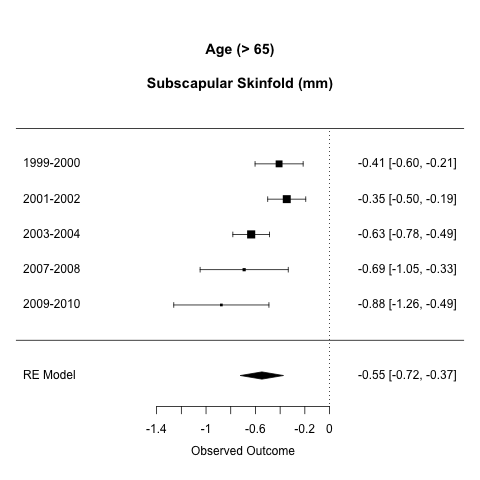 Age (> 65)
Subscapular Skinfold (mm)
1999-2000 -0.41 [-0.60, -0.21]
2001-2002 -0.35 [-0.50, -0.19]
2003-2004 -0.63 [-0.78, -0.49]
2007-2008 -0.69 [-1.05, -0.33]
2009-2010 -0.88 [-1.26, -0.49]
RE Model -0.55 [-0.72, -0.37]
-1.4 -1 -0.6 -0.2 0
Observed Outcome